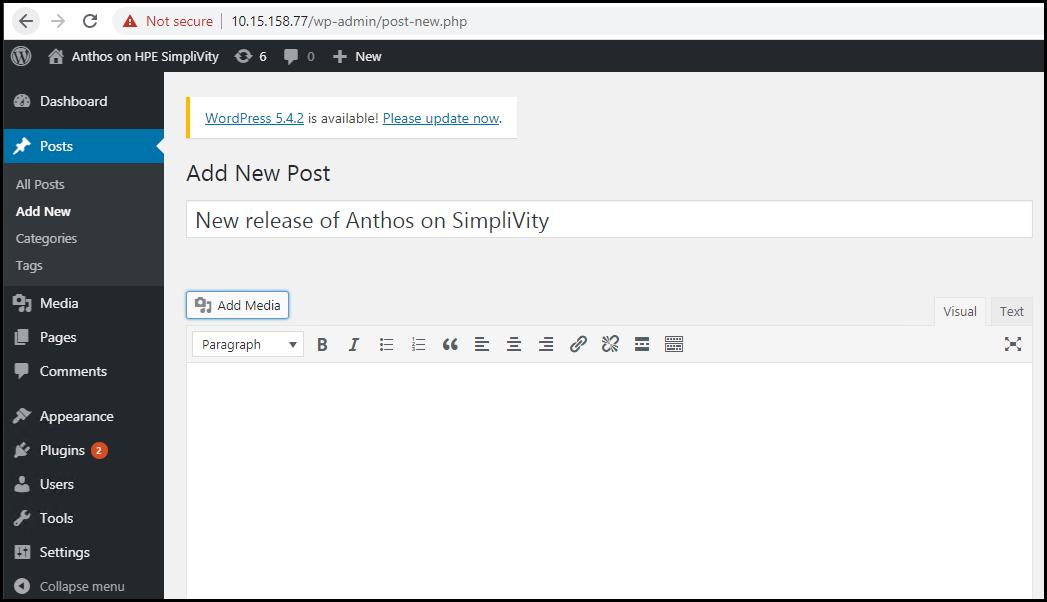 Not secure | 10.15.158.77/wp-admin/post-new.php
Anthos on HPE SimpliVity 6 0 New
Dashboard
Posts
All Posts
Add New
Categories
Tags
Media
Pages
Comments
Appearance
Plugins 2
Users
Tools
Settings
Collapse menu
WordPress 5.4.2 is available! Please update now.
Add New Post
New release of Anthos on SimpliVity
Add Media
Visual Text
Paragraph B I